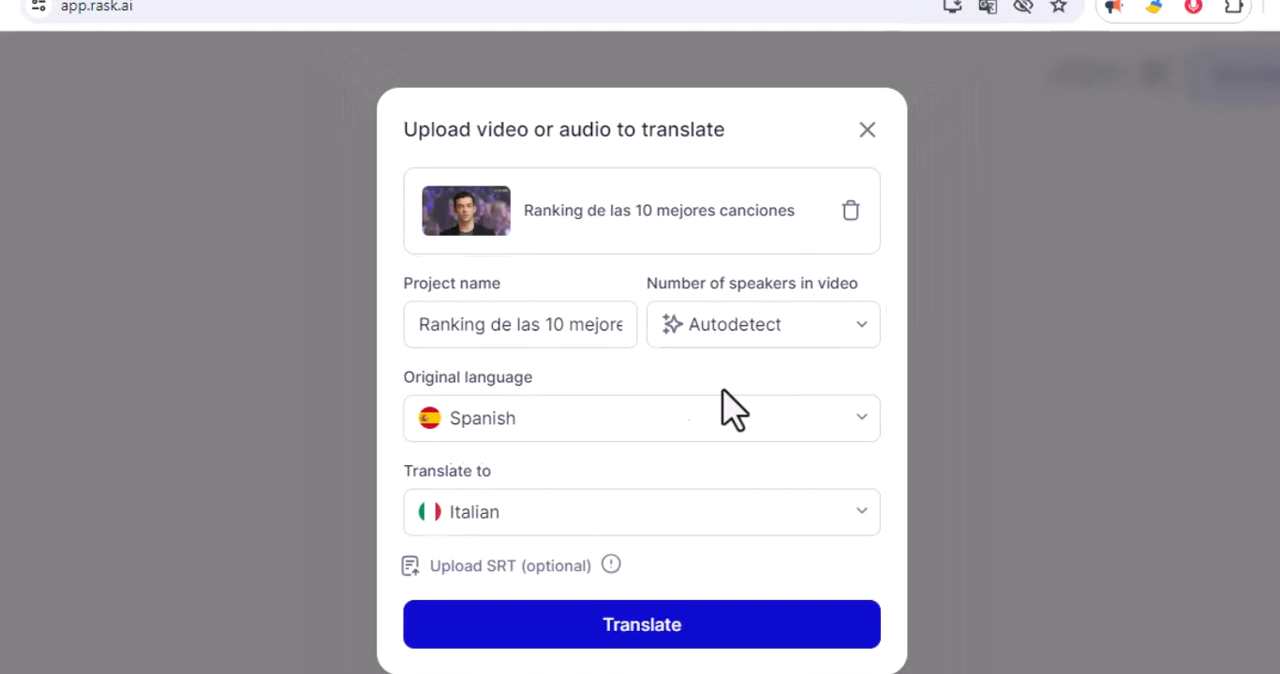 app.rask.ai
Upload video or audio to translate
Ranking de las 10 mejores canciones
Project name
Number of speakers in video
Ranking de las 10 mejore
Autodetect
Original language
Spanish
Translate to
Italian
Upload SRT (optional)
Translate